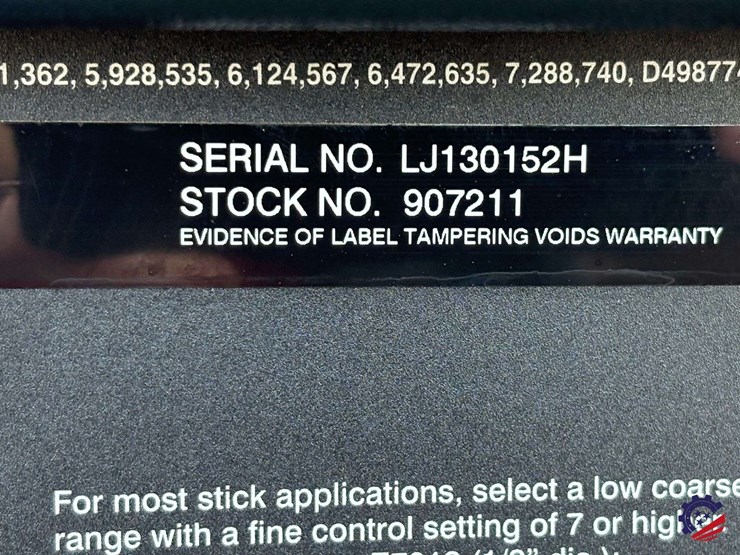 1,362, 5,928,535, 6,124,567, 6,472,635, 7,288,740, D49877
SERIAL NO. LJ130152H
STOCK NO. 907211
EVIDENCE OF LABEL TAMPERING VOIDS WARRANTY
For most stick applications, select a low coarse
range with a fine control setting of 7 or higher.